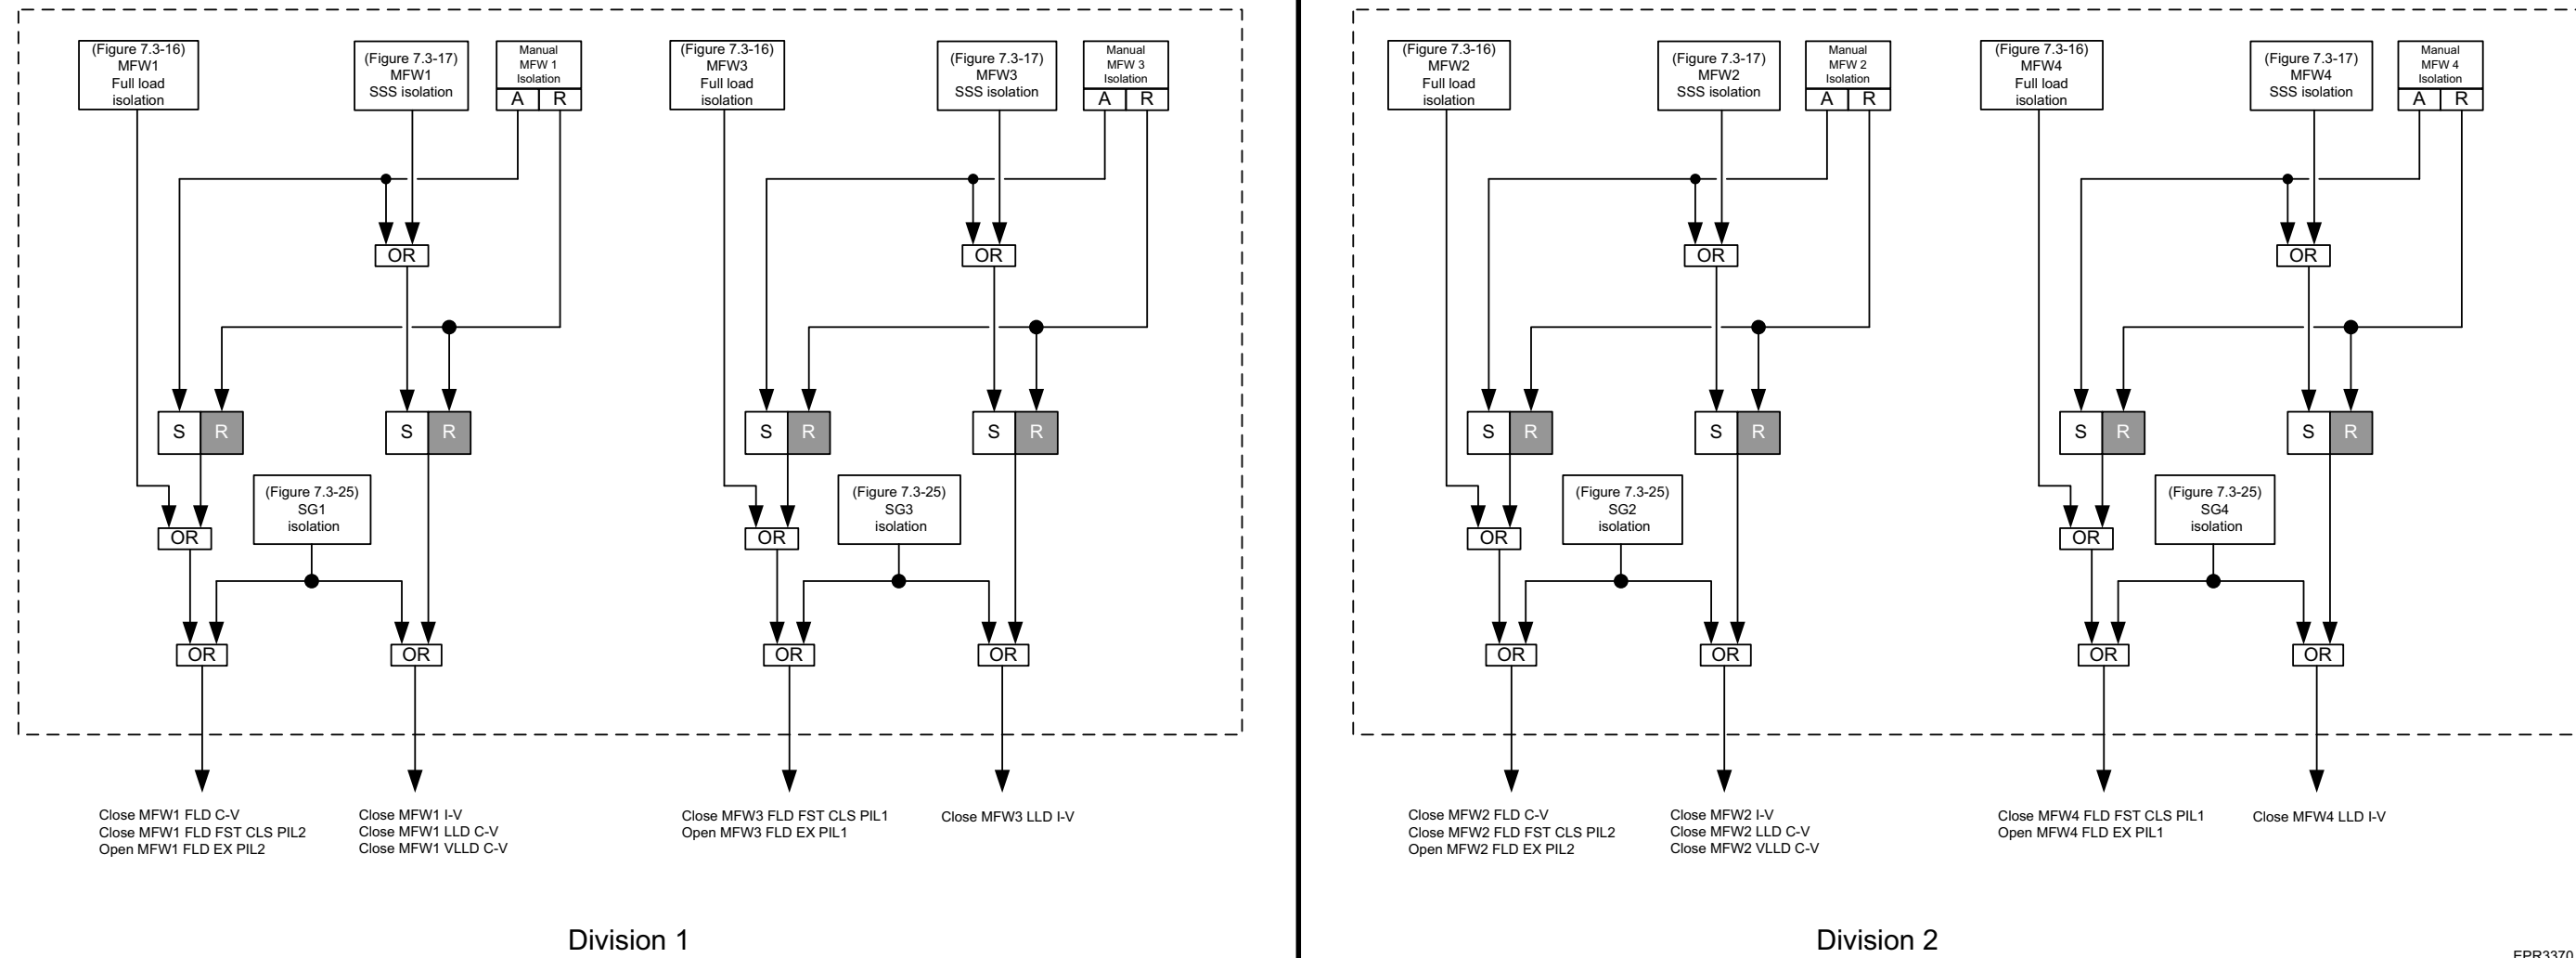 (Figure 7.3-16)
MFW1
Full load
isolation
(Figure 7.3-17)
MFW1
SSS isolation
Manual
MFW 1
Isolation
A R
(Figure 7.3-16)
MFW3
Full load
isolation
(Figure 7.3-17)
MFW3
SSS isolation
Manual
MFW 3
Isolation
A R
OR
OR
S R
S R
S R
S R
(Figure 7.3-25)
SG1
isolation
(Figure 7.3-25)
SG3
isolation
OR
OR
OR
OR
OR
OR
Close MFW1 FLD C-V
Close MFW1 FLD FST CLS PIL2
Open MFW1 FLD EX PIL2
Close MFW1 I-V
Close MFW1 LLD C-V
Close MFW1 VLLD C-V
Close MFW3 FLD FST CLS PIL1
Open MFW3 FLD EX PIL1
Close MFW3 LLD I-V
Division 1
(Figure 7.3-16)
MFW2
Full load
isolation
(Figure 7.3-17)
MFW2
SSS isolation
Manual
MFW 2
Isolation
A R
(Figure 7.3-16)
MFW4
Full load
isolation
(Figure 7.3-17)
MFW4
SSS isolation
Manual
MFW 4
Isolation
A R
OR
OR
S R
S R
S R
S R
(Figure 7.3-25)
SG2
isolation
(Figure 7.3-25)
SG4
isolation
OR
OR
OR
OR
OR
OR
Close MFW2 FLD C-V
Close MFW2 FLD FST CLS PIL2
Open MFW2 FLD EX PIL2
Close MFW2 I-V
Close MFW2 LLD C-V
Close MFW2 VLLD C-V
Close MFW4 FLD FST CLS PIL1
Open MFW4 FLD EX PIL1
Close MFW4 LLD I-V
Division 2
EPR3370